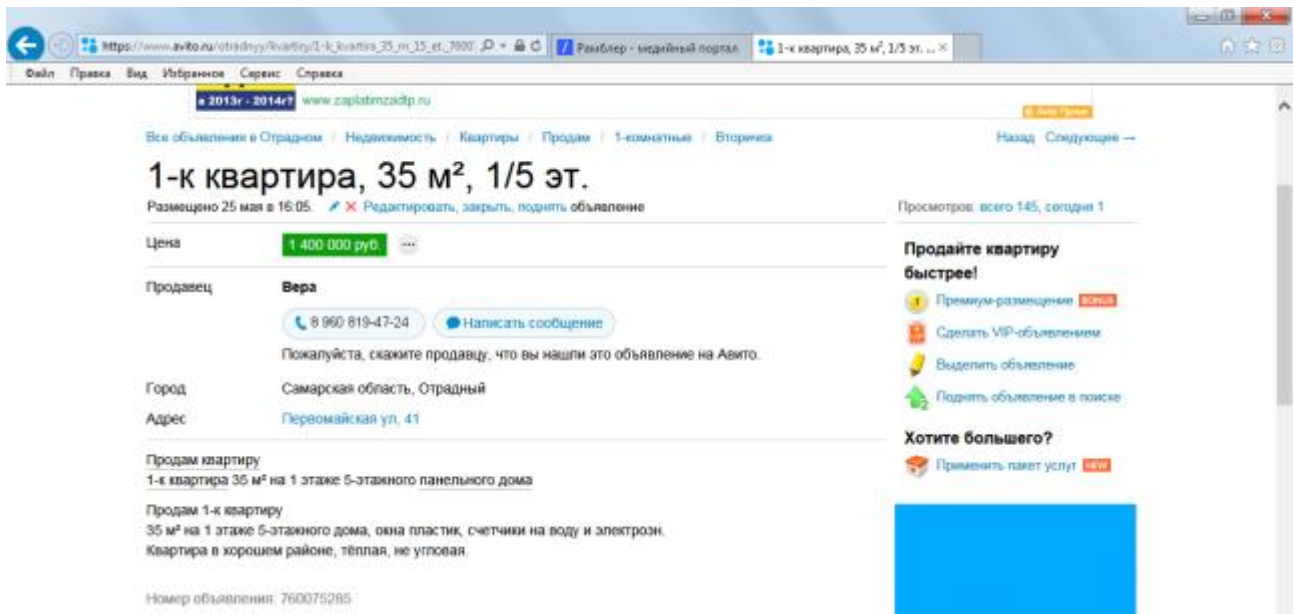 https://www.avito.ru/otradnyy/kvartiry/1-k_kvartira_35_m_15_et._7600
Рамблер - медийный портал
1-к квартира, 35 м², 1/5 эт. ...
Файл Правка Вид Избранное Сервис Справка
в 2013г - 2014г? www.zaplatimzadtp.ru
Все объявления в Отрадном / Недвижимость / Квартиры / Продам / 1-комнатные / Вторичка
Назад Следующее →
1-к квартира, 35 м², 1/5 эт.
Размещено 25 мая в 16:05. Редактировать, закрыть, поднять объявление
Просмотров: всего 145, сегодня 1
Цена 1 400 000 руб. ...
Продавец Вера
8 960 819-47-24 Написать сообщение
Пожалуйста, скажите продавцу, что вы нашли это объявление на Авито.
Город Самарская область, Отрадный
Адрес Первомайская ул, 41
Продам квартиру
1-к квартира 35 м² на 1 этаже 5-этажного панельного дома
Продам 1-к квартиру
35 м² на 1 этаже 5-этажного дома, окна пластик, счетчики на воду и электроэн.
Квартира в хорошем районе, тёплая, не угловая.
Номер объявления: 760075285
Продайте квартиру
быстрее!
Премиум-размещение BONUS
Сделать VIP-объявлением
Выделить объявление
Поднять объявление в поиске
Хотите большего?
Применить пакет услуг NEW